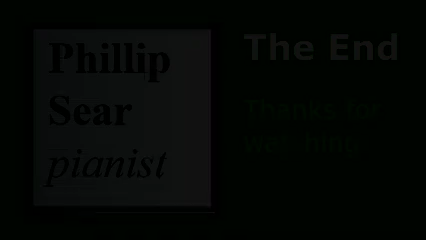 Phillip
Sear
pianist
The End
Thanks for
watching